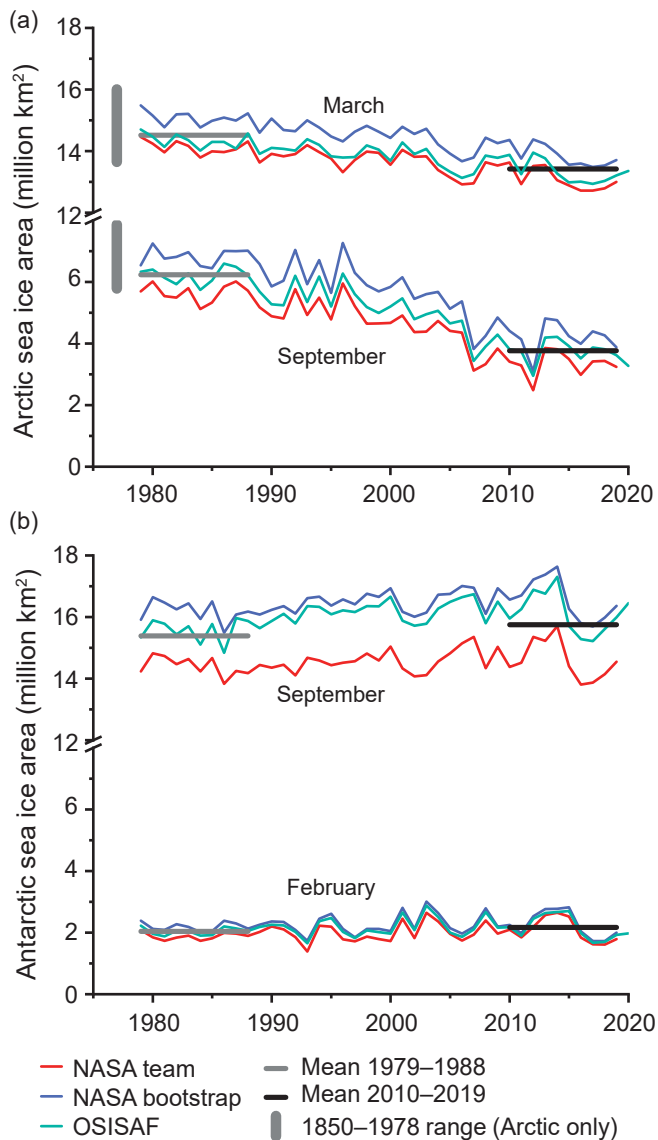 (a)
Arctic sea ice area (million km²)
16
14
12
6
4
2
0
March
September
1980
1990
2000
2010
2020
(b)
Antarctic sea ice area (million km²)
18
16
14
12
6
4
2
0
September
February
1980
1990
2000
2010
2020
NASA team
NASA bootstrap
OSISAF
Mean 1979–1988
Mean 2010–2019
1850–1978 range (Arctic only)